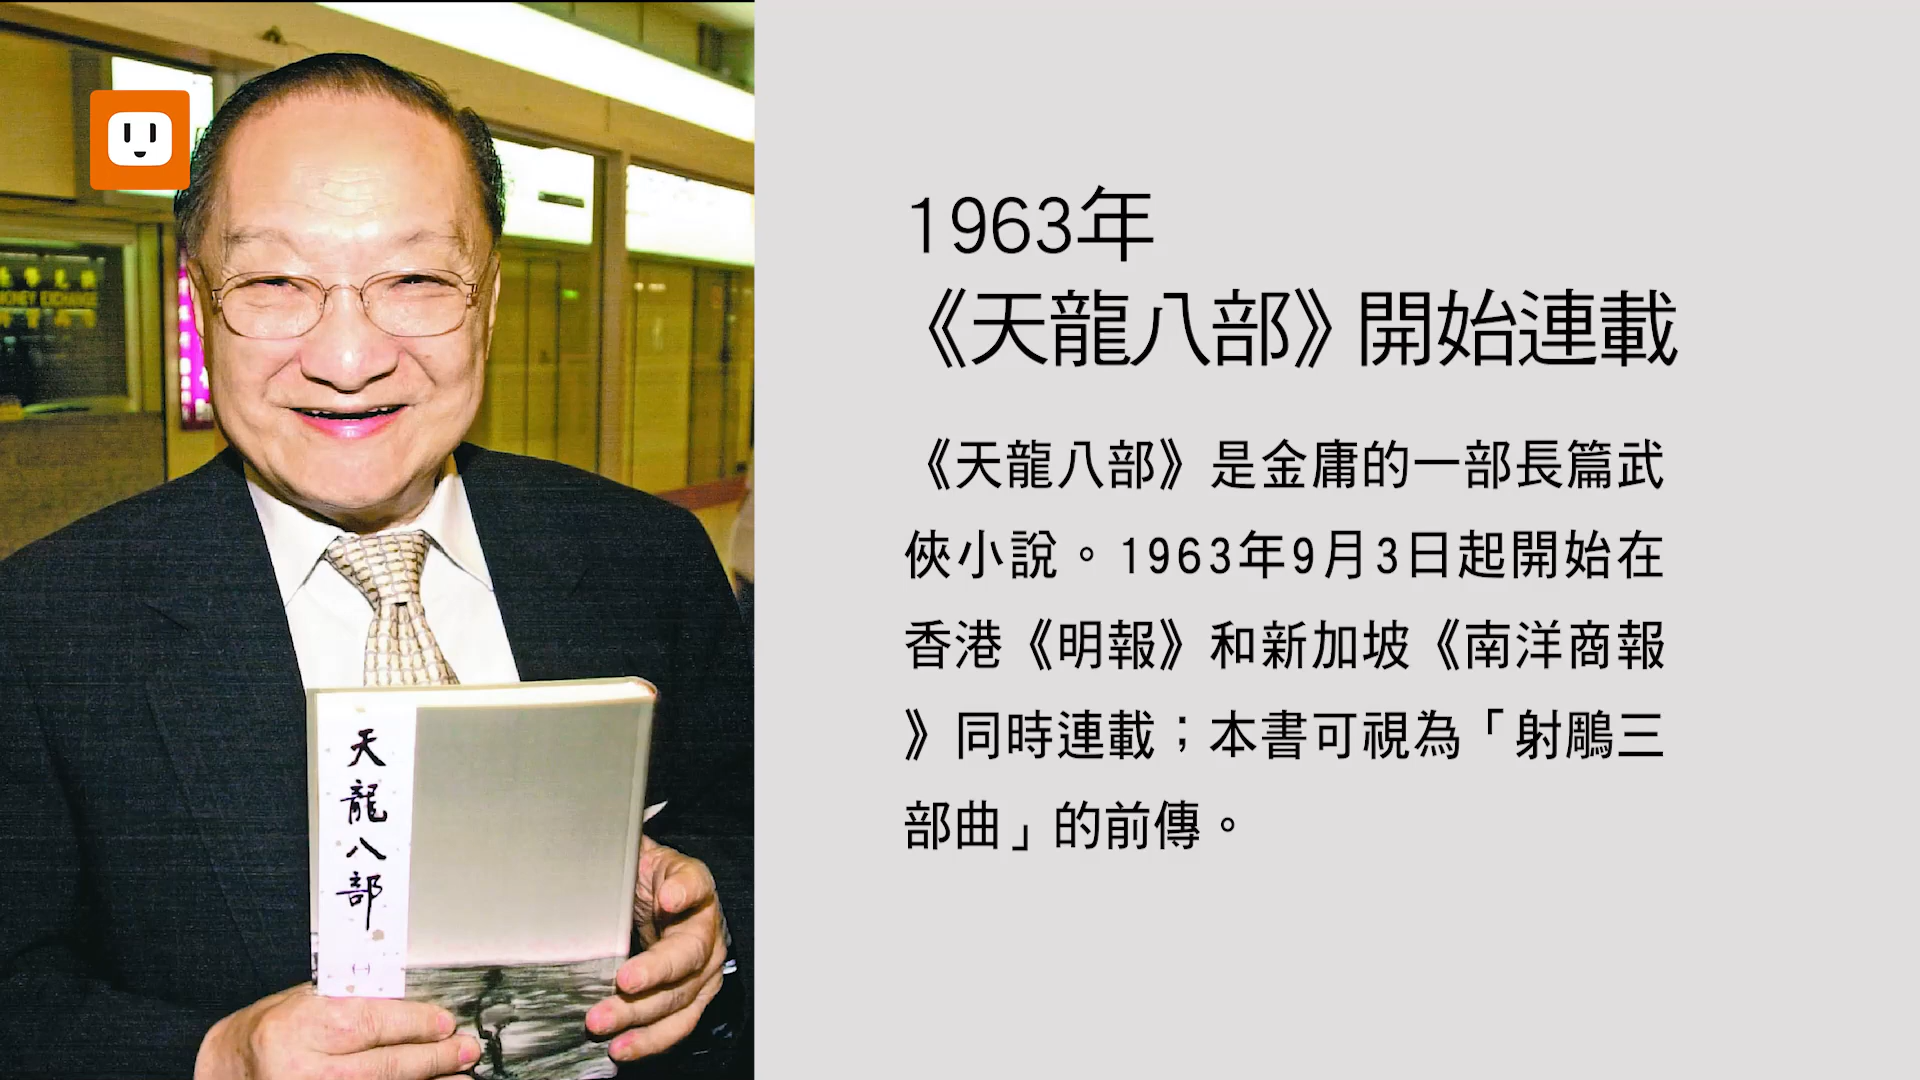 1963年
《天龍八部》開始連載
《天龍八部》是金庸的一部長篇武
俠小說。1963年9月3日起開始在
香港《明報》和新加坡《南洋商報
》同時連載；本書可視為「射鵰三
部曲」的前傳。
天龍八部
(一)
MONEY EXCHANGE